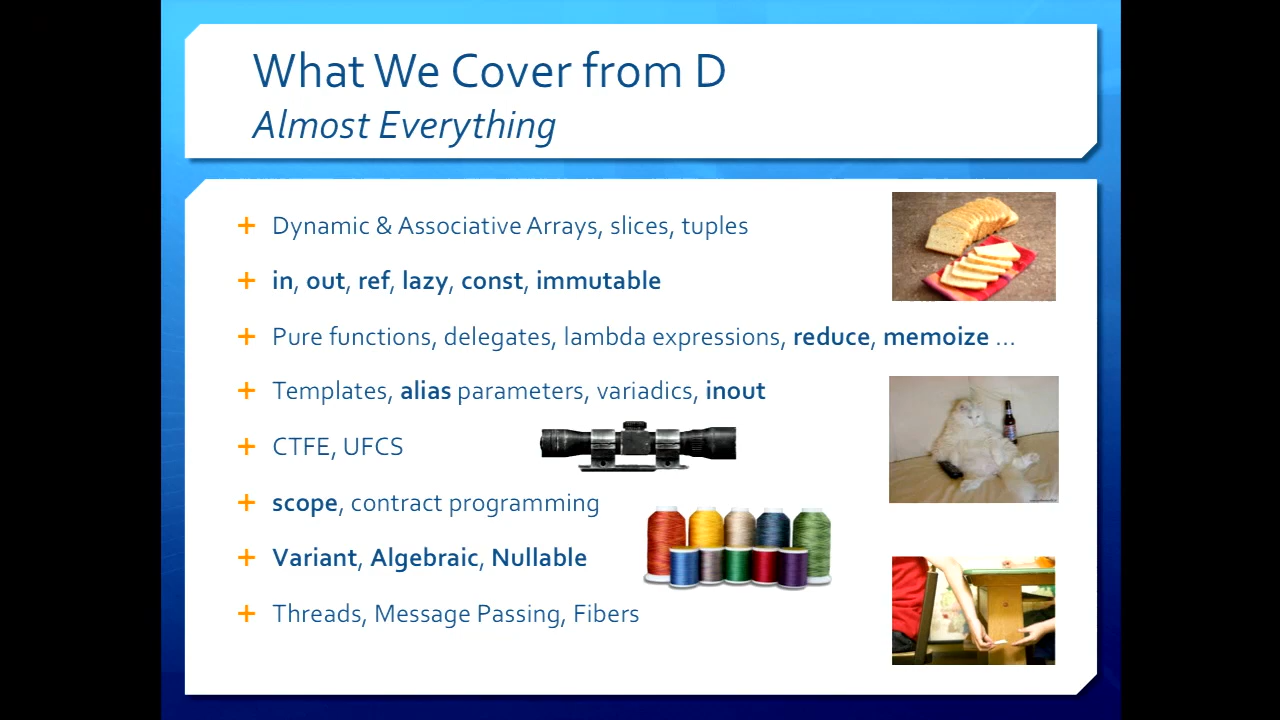 What We Cover from D
Almost Everything
Dynamic & Associative Arrays, slices, tuples
in, out, ref, lazy, const, immutable
Pure functions, delegates, lambda expressions, reduce, memoize ...
Templates, alias parameters, variadics, inout
CTFE, UFCS
scope, contract programming
Variant, Algebraic, Nullable
Threads, Message Passing, Fibers